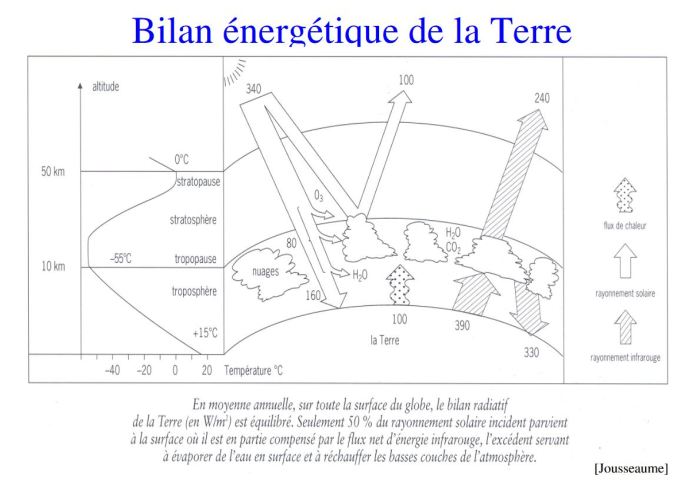 Bilan énergétique de la Terre
altitude
340
100
240
0°C
50 km
stratopause
O₃
stratosphère
H₂O
CO₂
flux de chaleur
80
–55°C
tropopause
10 km
nuages
H₂O
troposphère
160
rayonnement solaire
+15°C
100
390
la Terre
330
rayonnement infrarouge
–40 –20 0 20 Température °C
En moyenne annuelle, sur toute la surface du globe, le bilan radiatif
de la Terre (en W/m²) est équilibré. Seulement 50 % du rayonnement solaire incident parvient
à la surface où il est en partie compensé par le flux net d'énergie infrarouge, l'excédent servant
à évaporer de l'eau en surface et à réchauffer les basses couches de l'atmosphère.
[Jousseaume]